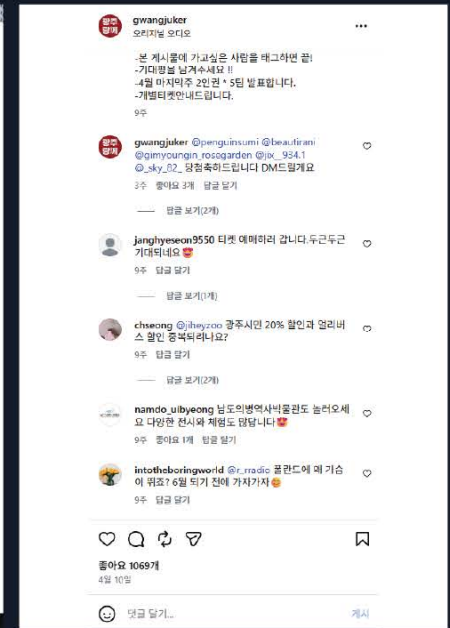 광주 광메
gwangjuker
오리지널 오디오
-본 게시물에 가고싶은 사람을 태그하면 끝!
-기대평을 남겨주세요 !!
-4월 마지막주 2인권 * 5팀 발표합니다.
-개별티켓안내드립니다.
9주
gwangjuker @penguinsumi @beautirani
@gimyoungin_rosogarden @jix__934.1
@_sky_82_ 당첨축하드립니다 DM드릴게요
3주 좋아요 3개 답글 달기
답글 보기(2개)
janghyeseon9550 티켓 예매하러 갑니다.두근두근
기대되네요😍
9주 답글 달기
답글 보기(1개)
chseong @jiheyzoo 광주시민 20% 할인과 얼리버
스 할인 중복되려나요?
9주 답글 달기
답글 보기(2개)
namdo_uibyeong 남도의병역사박물관도 놀러오세
요 다양한 전시와 체험도 많답니다😍
9주 좋아요 1개 답글 달기
intotheboringworld @r_rradio 폴란드에 왜 가슴
이 뛰죠? 6월 되기 전에 가자가자
9주 답글 달기
좋아요 1069개
4월 10일
댓글 달기...
게시